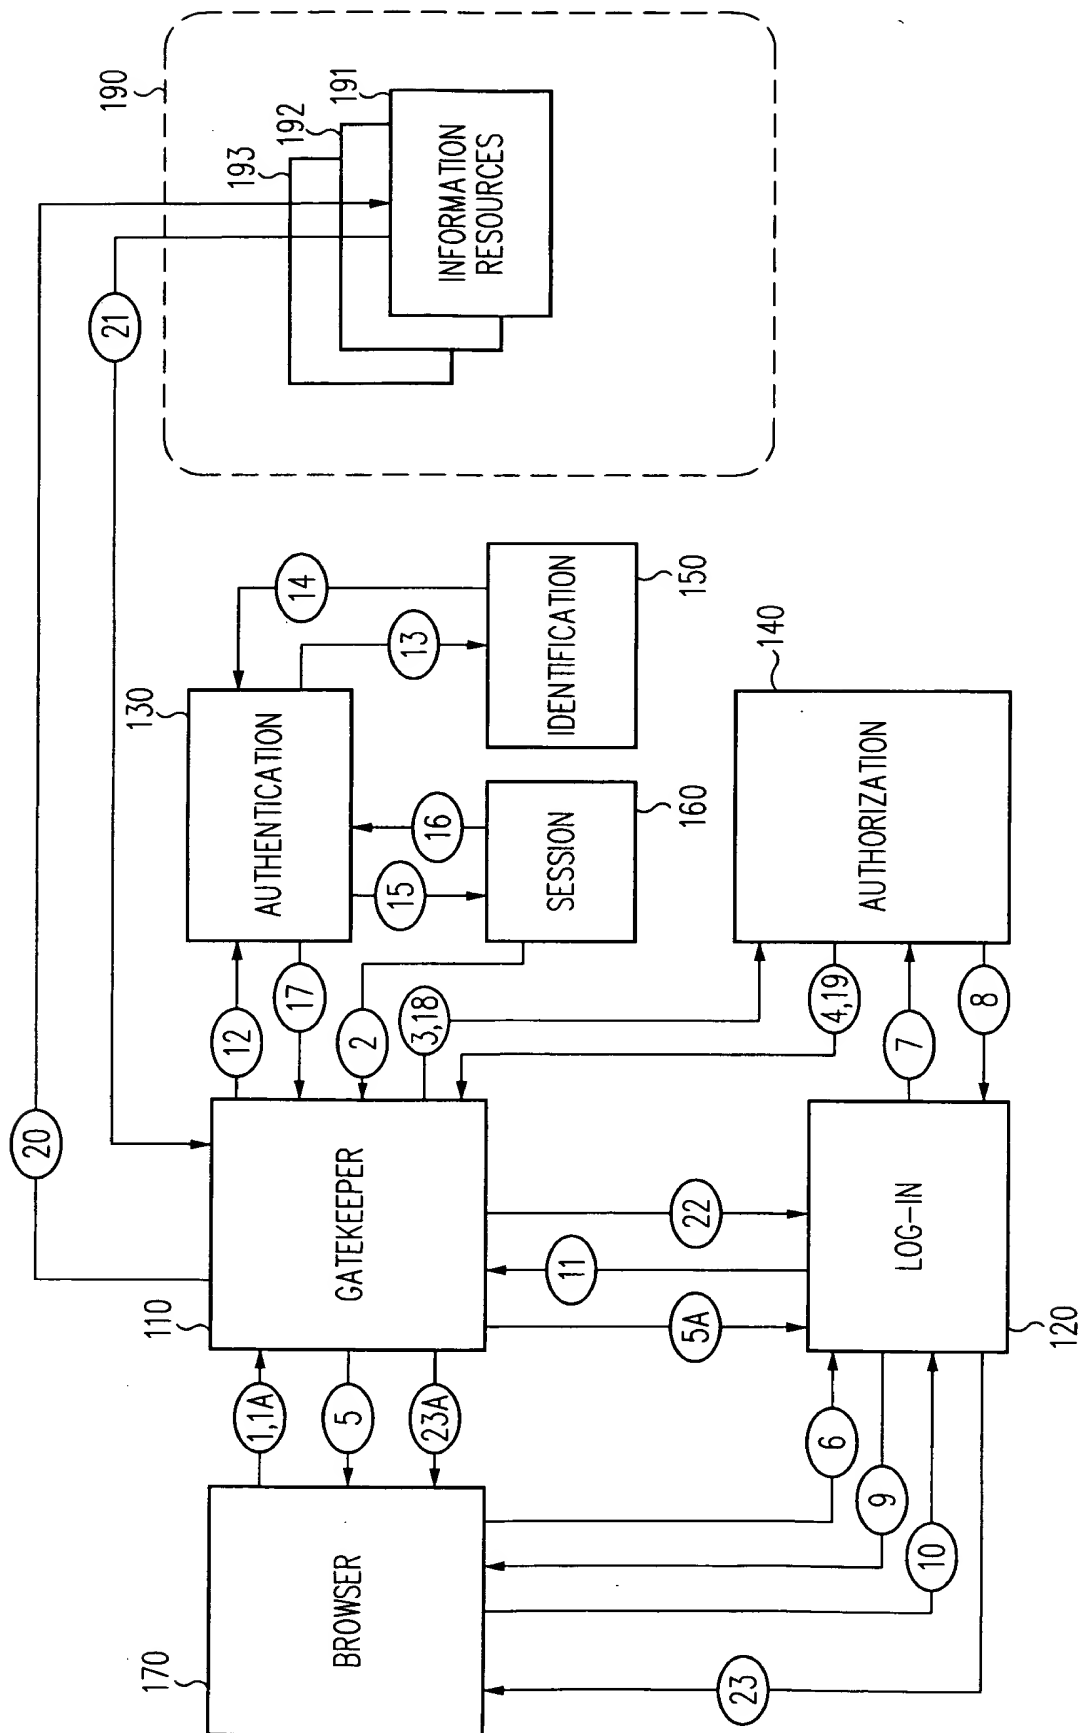 190
193
192
191
INFORMATION
RESOURCES
20
21
130
AUTHENTICATION
14
13
IDENTIFICATION
150
16
15
SESSION
160
140
AUTHORIZATION
12
17
2
3,18
4,19
7
8
110
GATEKEEPER
22
11
5A
LOG-IN
120
1,1A
5
23A
6
9
10
23
170
BROWSER